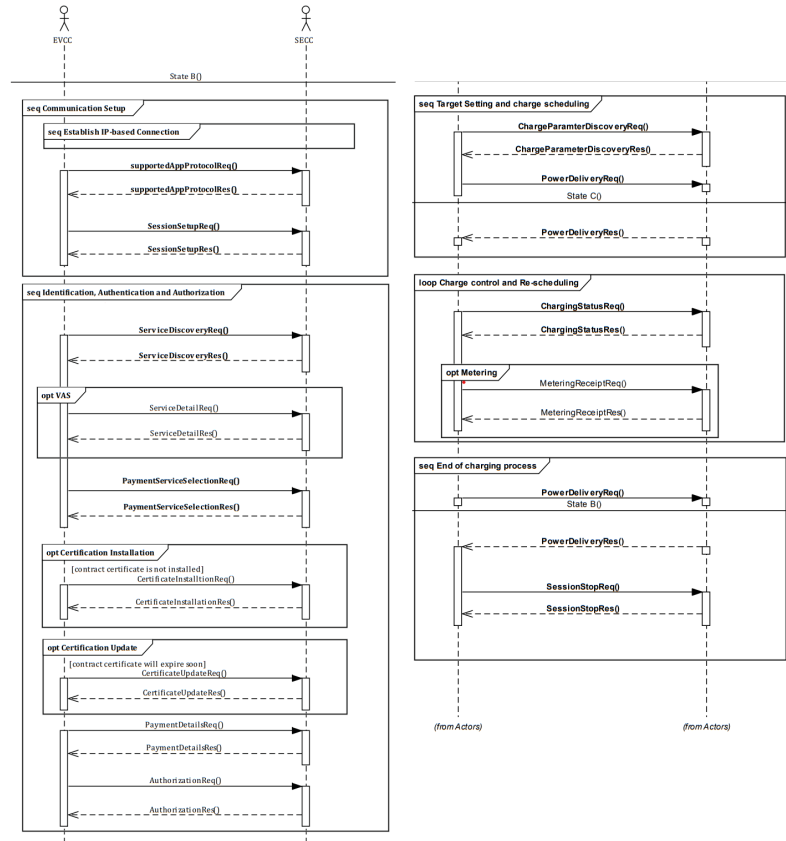 EVCC
SECC
State B()
seq Communication Setup
seq Establish IP-based Connection
supportedAppProtocolReq()
supportedAppProtocolRes()
SessionSetupReq()
SessionSetupRes()
seq Identification, Authentication and Authorization
ServiceDiscoveryReq()
ServiceDiscoveryRes()
opt VAS
ServiceDetailReq()
ServiceDetailRes()
PaymentServiceSelectionReq()
PaymentServiceSelectionRes()
opt Certification Installation
[contract certificate is not installed]
CertificateInstalltionReq()
CertificateInstallationRes()
opt Certification Update
[contract certificate will expire soon]
CertificateUpdateReq()
CertificateUpdateRes()
PaymentDetailsReq()
PaymentDetailsRes()
AuthorizationReq()
AuthorizationRes()
seq Target Setting and charge scheduling
ChargeParamterDiscoveryReq()
ChargeParameterDiscoveryRes()
PowerDeliveryReq()
State C()
PowerDeliveryRes()
loop Charge control and Re-scheduling
ChargingStatusReq()
ChargingStatusRes()
opt Metering
MeteringReceiptReq()
MeteringReceiptRes()
seq End of charging process
PowerDeliveryReq()
State B()
PowerDeliveryRes()
SessionStopReq()
SessionStopRes()
(from Actors)
(from Actors)